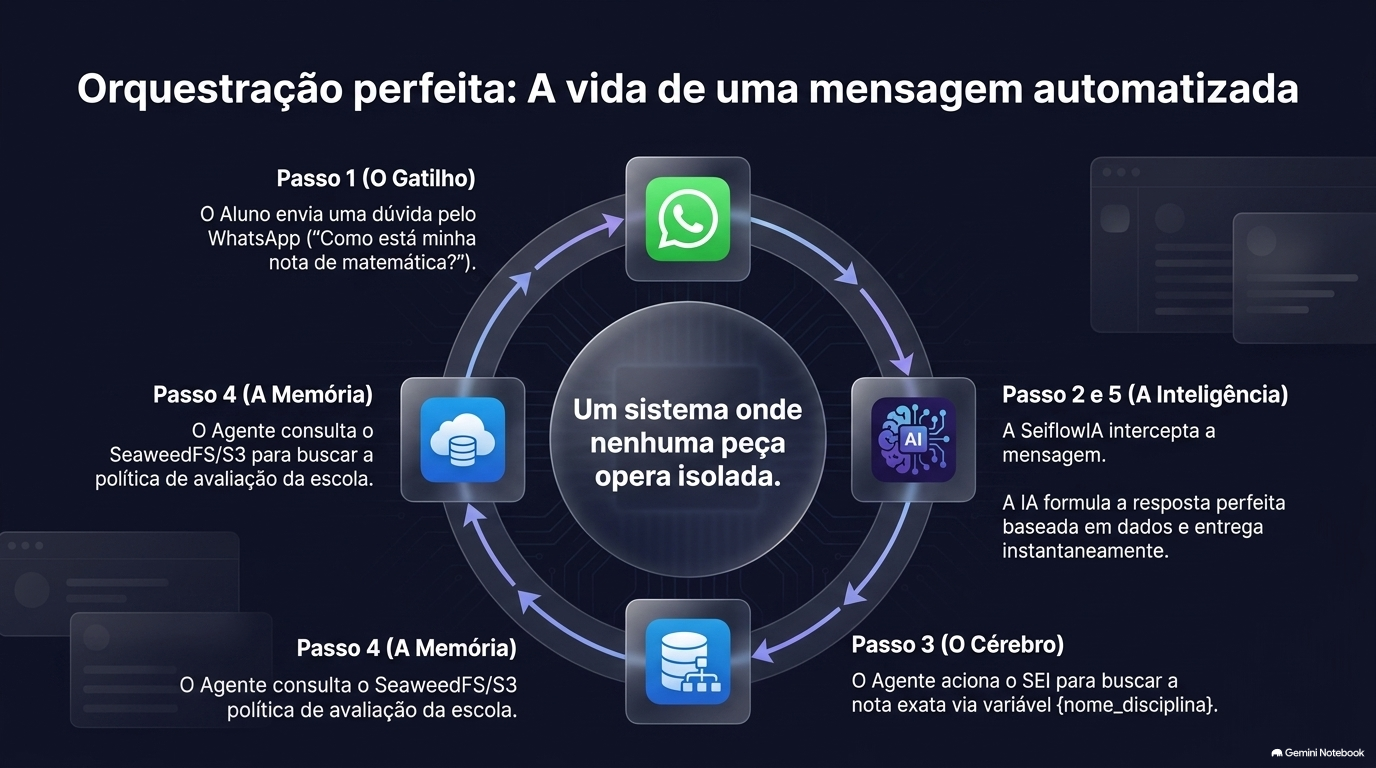 Orquestração perfeita: A vida de uma mensagem automatizada
Passo 1 (O Gatilho)
O Aluno envia uma dúvida pelo
WhatsApp (“Como está minha
nota de matemática?”).
Passo 4 (A Memória)
O Agente consulta o
SeaweedFS/S3 para buscar a
política de avaliação da escola.
Um sistema onde
nenhuma peça
opera isolada.
AI
Passo 2 e 5 (A Inteligência)
A SeiflowIA intercepta a
mensagem.
A IA formula a resposta perfeita
baseada em dados e entrega
instantaneamente.
Passo 4 (A Memória)
O Agente consulta o SeaweedFS/S3
política de avaliação da escola.
Passo 3 (O Cérebro)
O Agente aciona o SEI para buscar a
nota exata via variável {nome_disciplina}.
Gemini Notebook